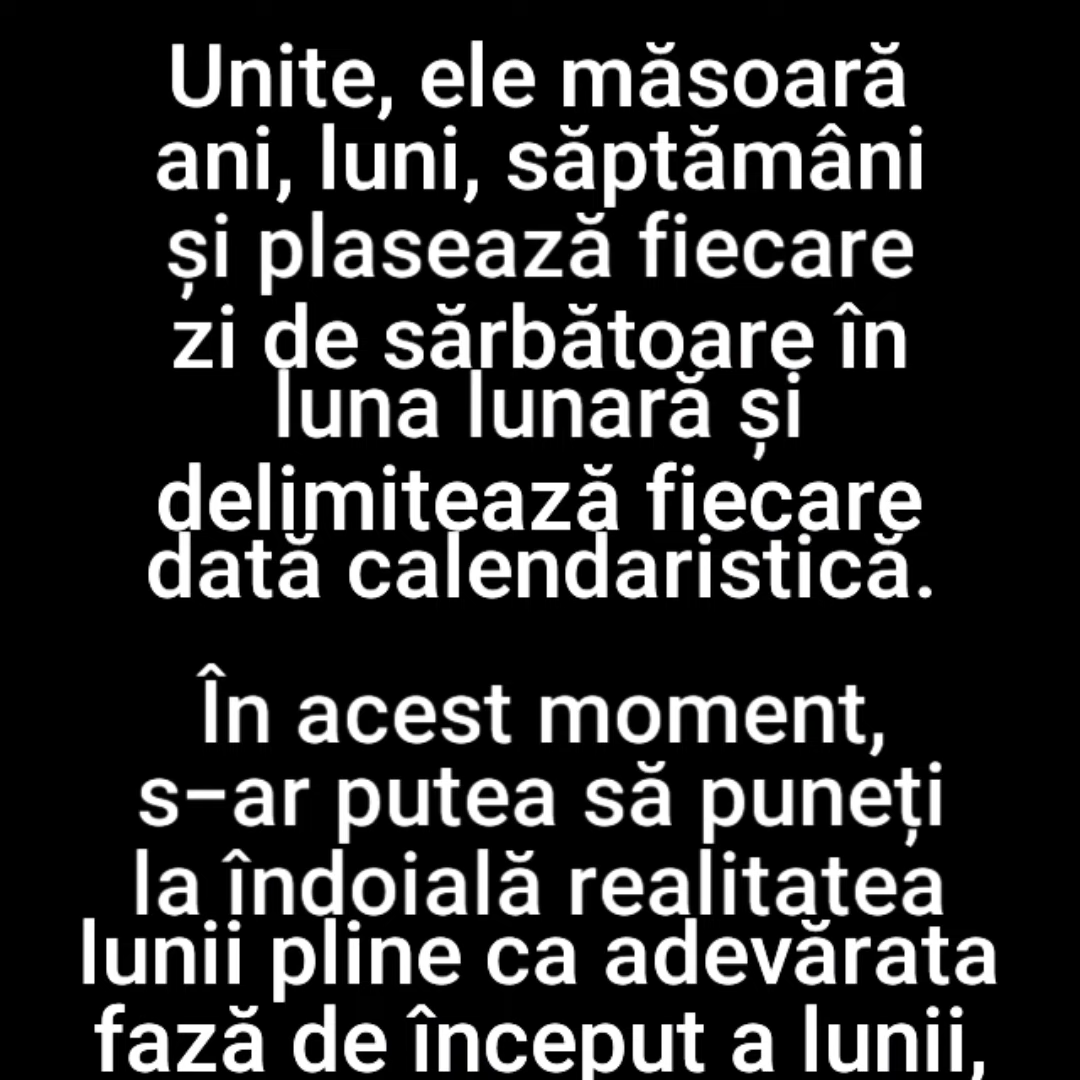 Unite, ele măsoară
ani, luni, săptămâni
și plasează fiecare
zi de sărbătoare în
luna lunară și
delimitează fiecare
dată calendaristică.
În acest moment,
s-ar putea să puneți
la îndoială realitatea
lunii pline ca adevărata
fază de început a lunii,